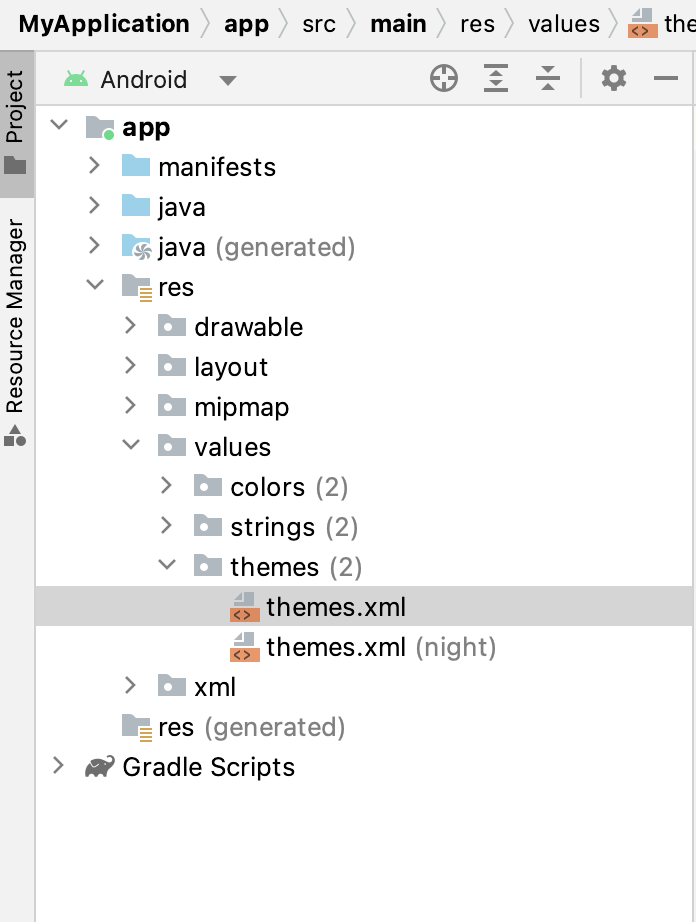 MyApplication app src main res values the
Android
Project
Resource Manager
app
manifests
java
java (generated)
res
drawable
layout
mipmap
values
colors (2)
strings (2)
themes (2)
themes.xml
themes.xml (night)
xml
res (generated)
Gradle Scripts